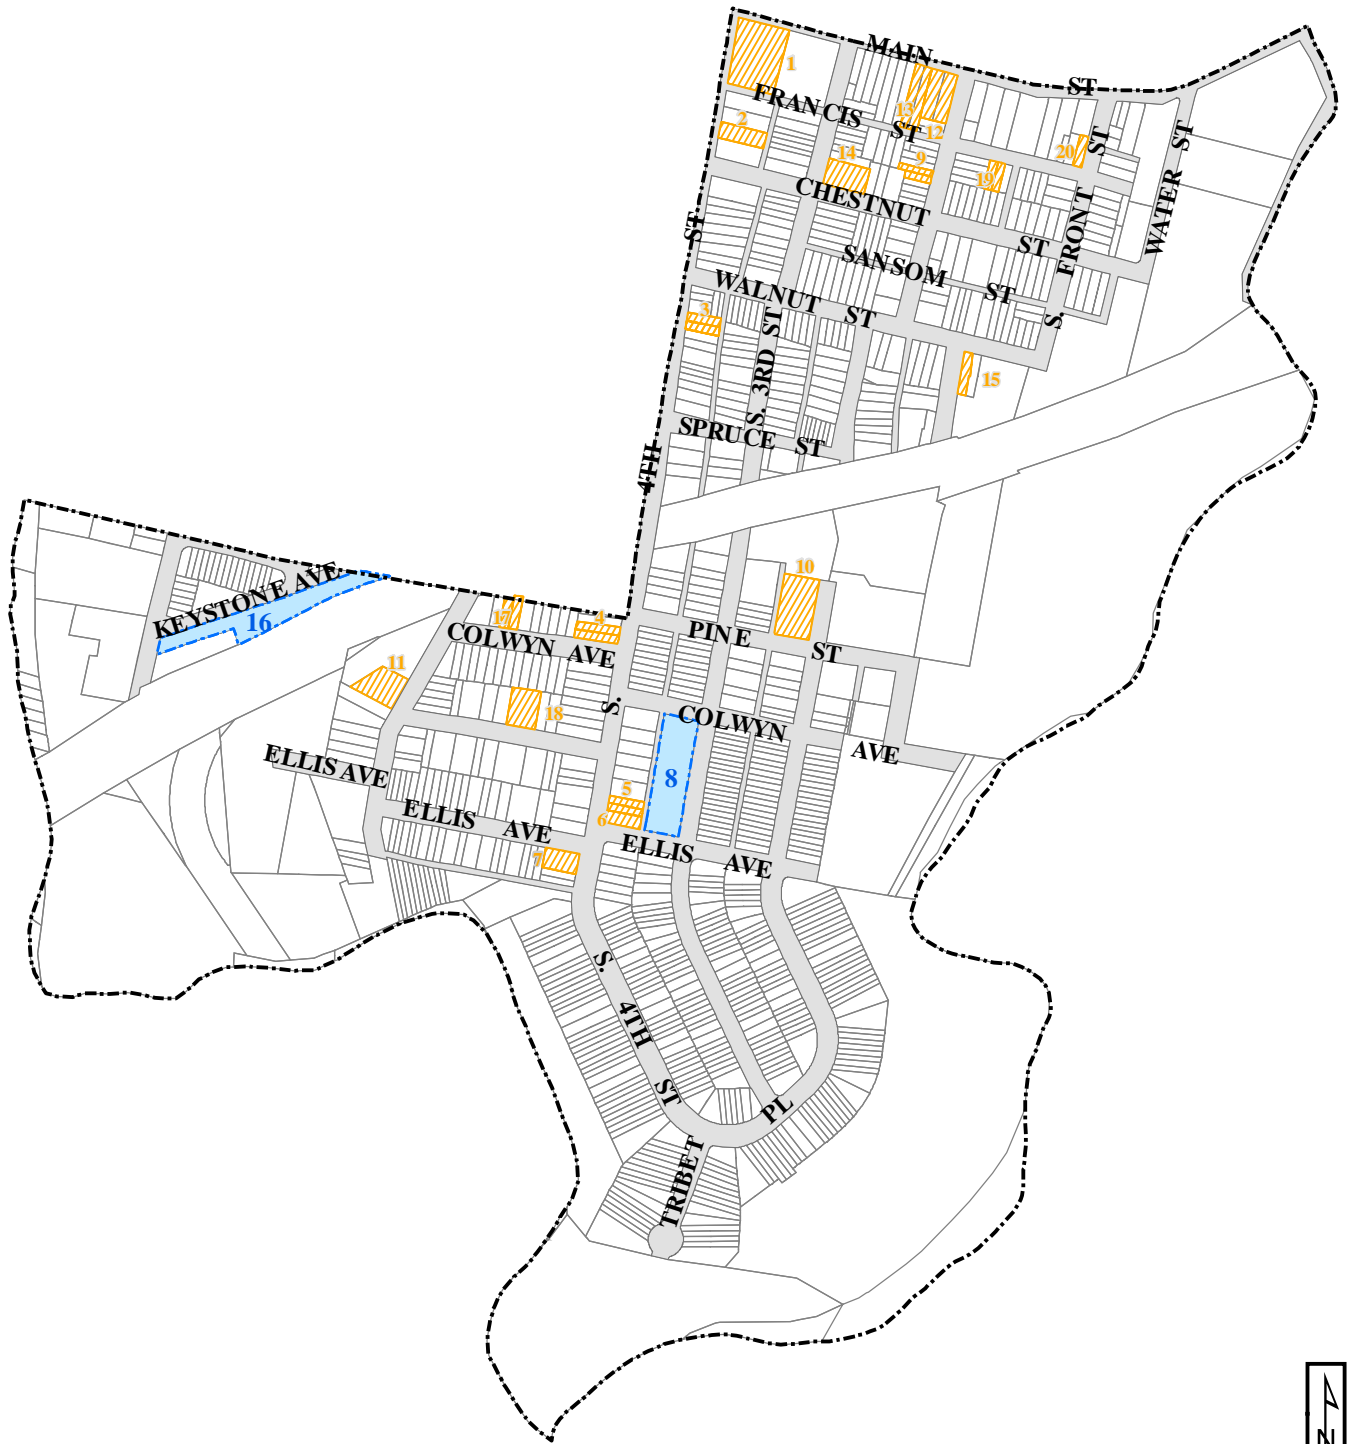 MAIN ST
1
FRANCIS ST
13
12
2
14
9
20
19
CHESTNUT ST
S. FRONT ST
WATER ST
SANSOM ST
WALNUT ST
3
S. 3RD ST
15
SPRUCE ST
S. 4TH ST
KEYSTONE AVE
16
10
17
4
COLWYN AVE
PINE ST
11
18
COLWYN AVE
ELLIS AVE
8
5
6
ELLIS AVE
7
ELLIS AVE
S. 4TH ST
TRIBET PL
N